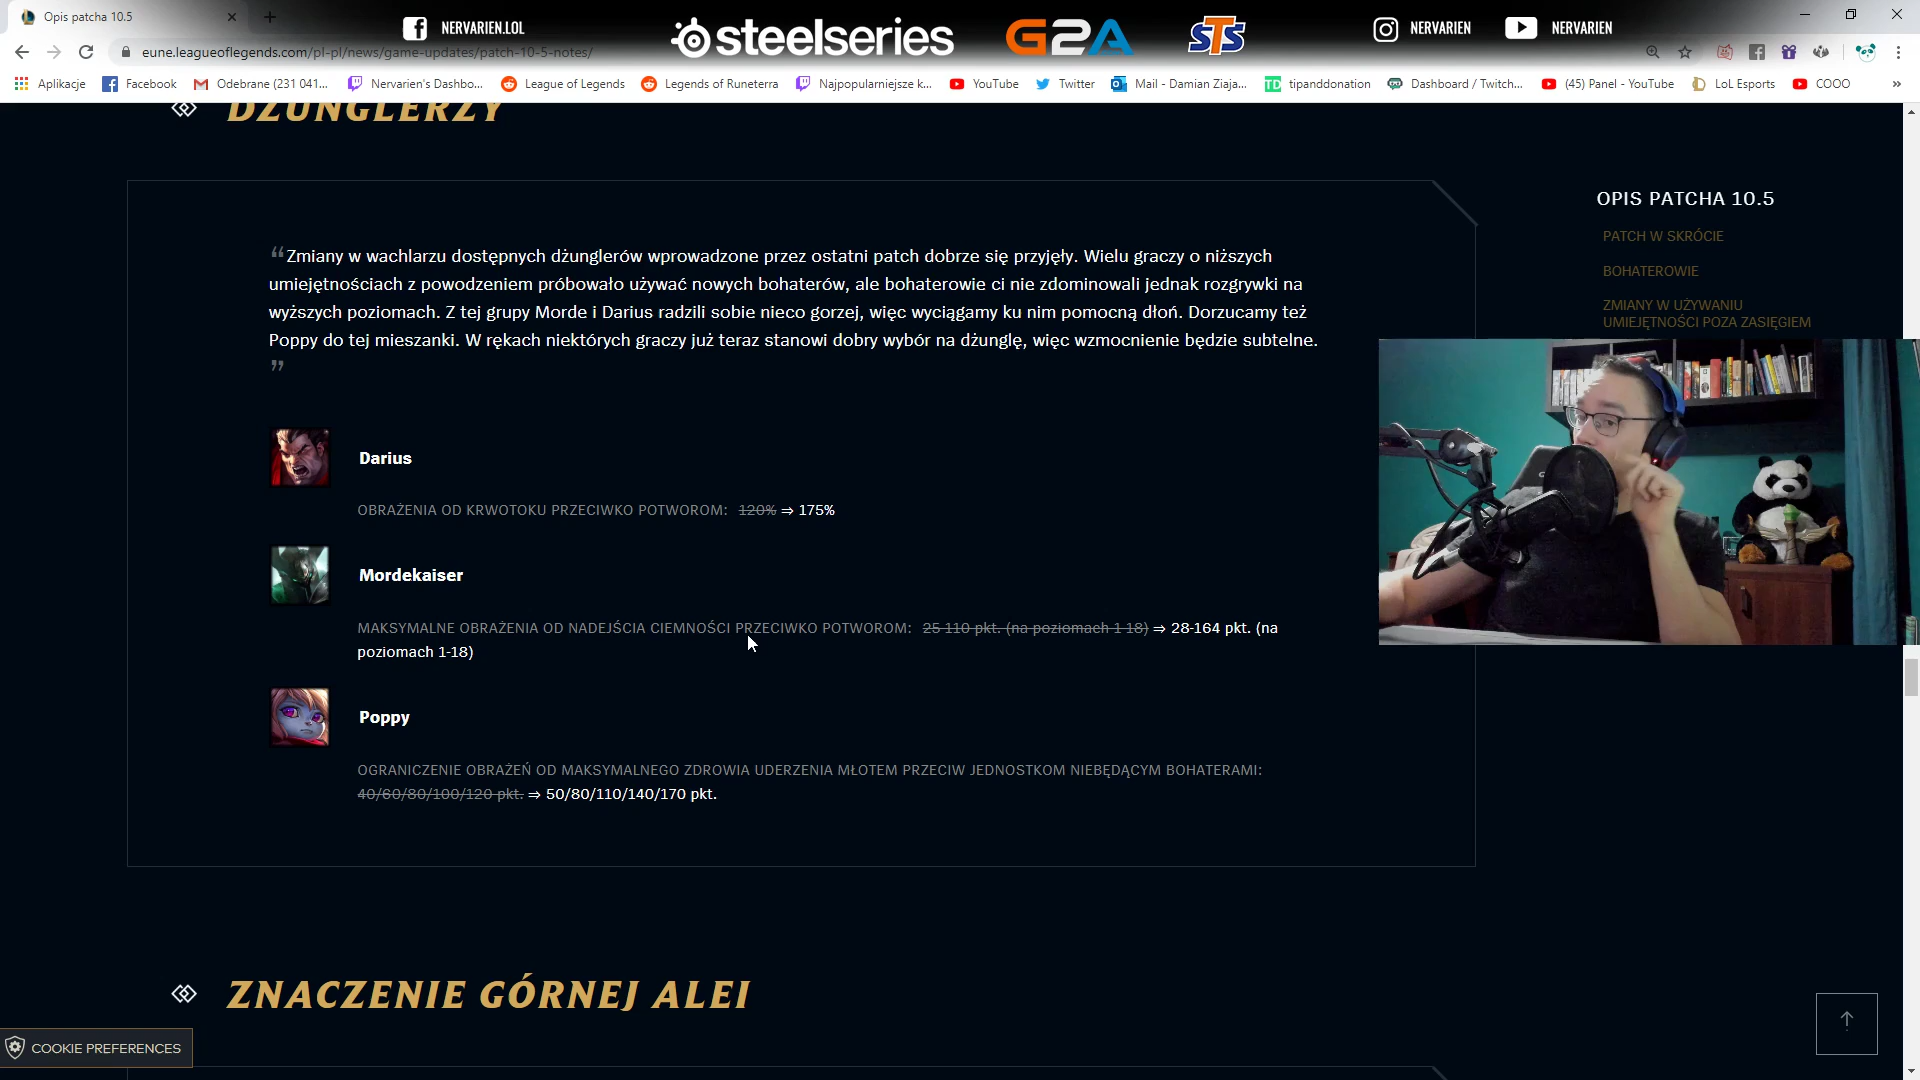 Opis patcha 10.5
NERVARIEN.LOL
steelseries
G2A
STS
NERVARIEN
NERVARIEN
eune.leagueoflegends.com/pl-pl/news/game-updates/patch-10-5-notes/
Aplikacje
Facebook
Odebrane (231 041...
Nervarien's Dashbo...
League of Legends
Legends of Runeterra
Najpopularniejsze k...
YouTube
Twitter
Mail - Damian Ziaja...
TD tipanddonation
Dashboard / Twitch...
(45) Panel - YouTube
LoL Esports
COOO
»
DŻUNGLERZY
“Zmiany w wachlarzu dostępnych dżunglerów wprowadzone przez ostatni patch dobrze się przyjęły. Wielu graczy o niższych
umiejętnościach z powodzeniem próbowało używać nowych bohaterów, ale bohaterowie ci nie zdominowali jednak rozgrywki na
wyższych poziomach. Z tej grupy Morde i Darius radzili sobie nieco gorzej, więc wyciągamy ku nim pomocną dłoń. Dorzucamy też
Poppy do tej mieszanki. W rękach niektórych graczy już teraz stanowi dobry wybór na dżunglę, więc wzmocnienie będzie subtelne.
”
Darius
OBRAŻENIA OD KRWOTOKU PRZECIWKO POTWOROM: 120% ⇒ 175%
Mordekaiser
MAKSYMALNE OBRAŻENIA OD NADEJŚCIA CIEMNOŚCI PRZECIWKO POTWOROM: 25-110 pkt. (na poziomach 1-18) ⇒ 28-164 pkt. (na
poziomach 1-18)
Poppy
OGRANICZENIE OBRAŻEŃ OD MAKSYMALNEGO ZDROWIA UDERZENIA MŁOTEM PRZECIW JEDNOSTKOM NIEBĘDĄCYM BOHATERAMI:
40/60/80/100/120 pkt. ⇒ 50/80/110/140/170 pkt.
ZNACZENIE GÓRNEJ ALEI
OPIS PATCHA 10.5
PATCH W SKRÓCIE
BOHATEROWIE
ZMIANY W UŻYWANIU
UMIEJĘTNOŚCI POZA ZASIĘGIEM
COOKIE PREFERENCES